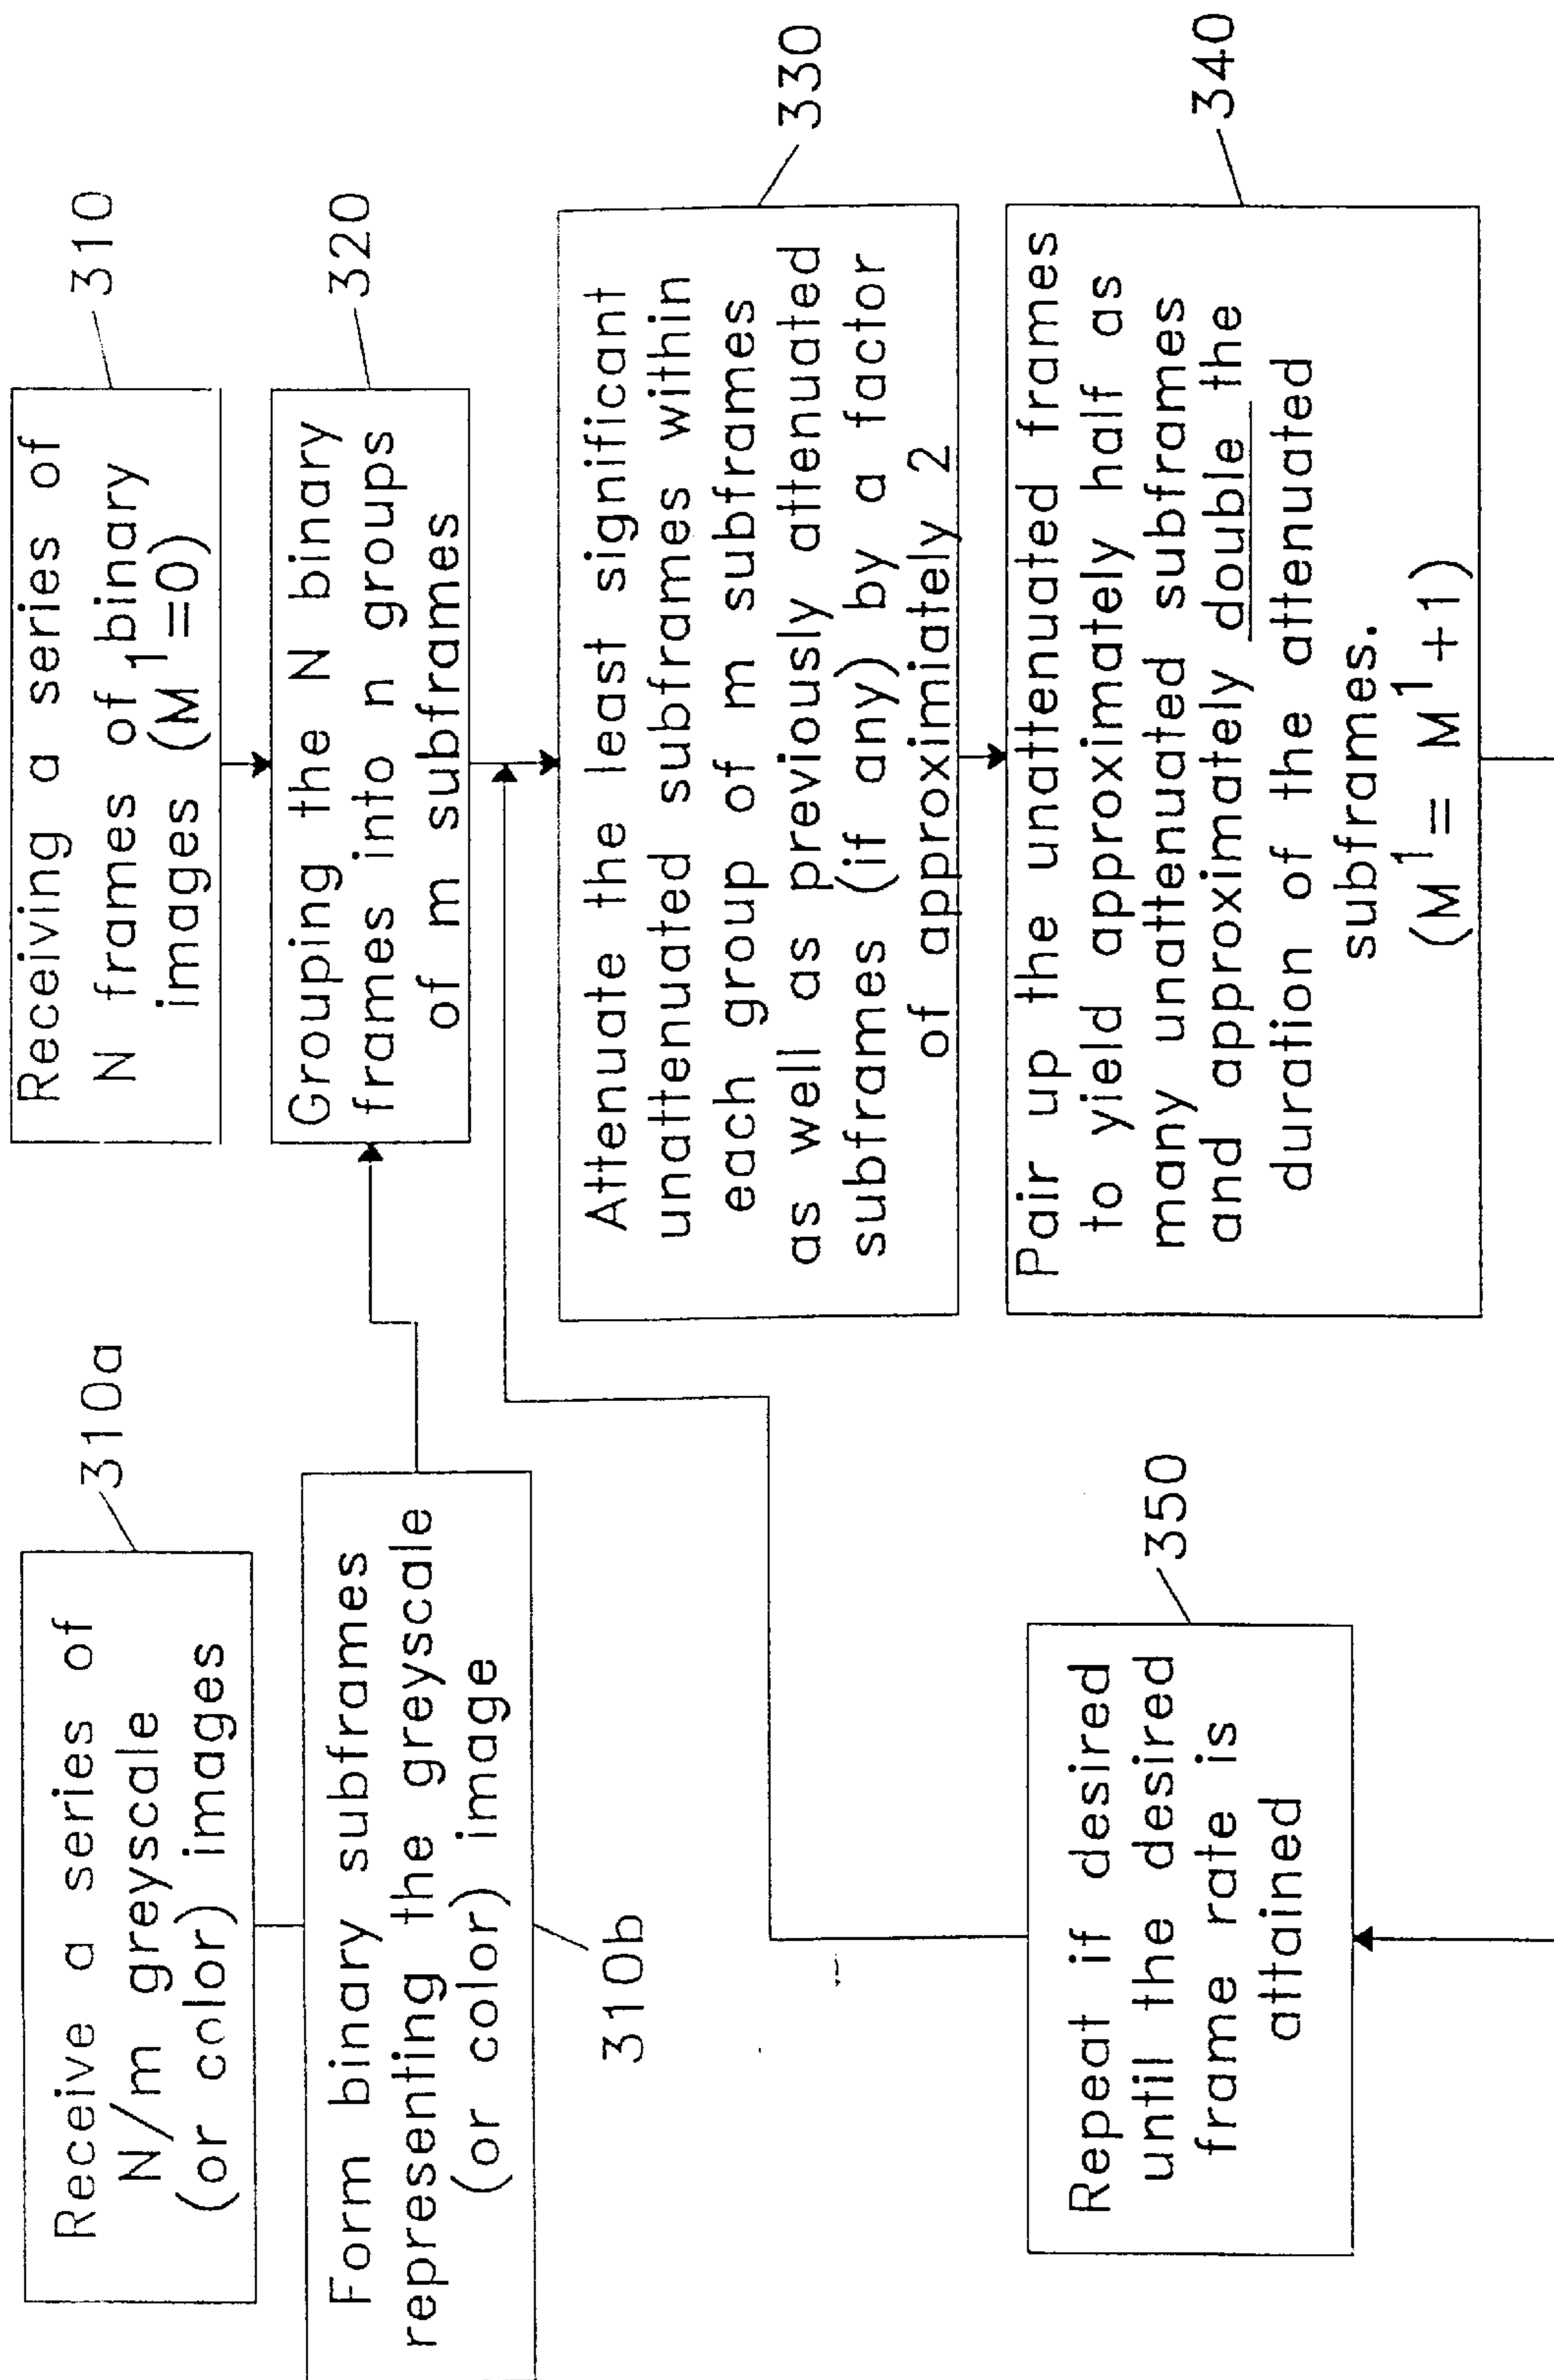 310a
Receive a series of
N/m greyscale
(or color) images
Form binary subframes
representing the greyscale
(or color) image
310b
310
Receiving a series of
N frames of binary
images (M¹=0)
320
Grouping the N binary
frames into n groups
of m subframes
330
Attenuate the least significant
unattenuated subframes within
each group of m subframes
as well as previously attenuated
subframes (if any) by a factor
of approximiately 2
340
Pair up the unattenuated frames
to yield approximately half as
many unattenuated subframes
and approximately double the
duration of the attenuated
subframes.
(M¹= M¹+1)
350
Repeat if desired
untill the desired
frame rate is
attained